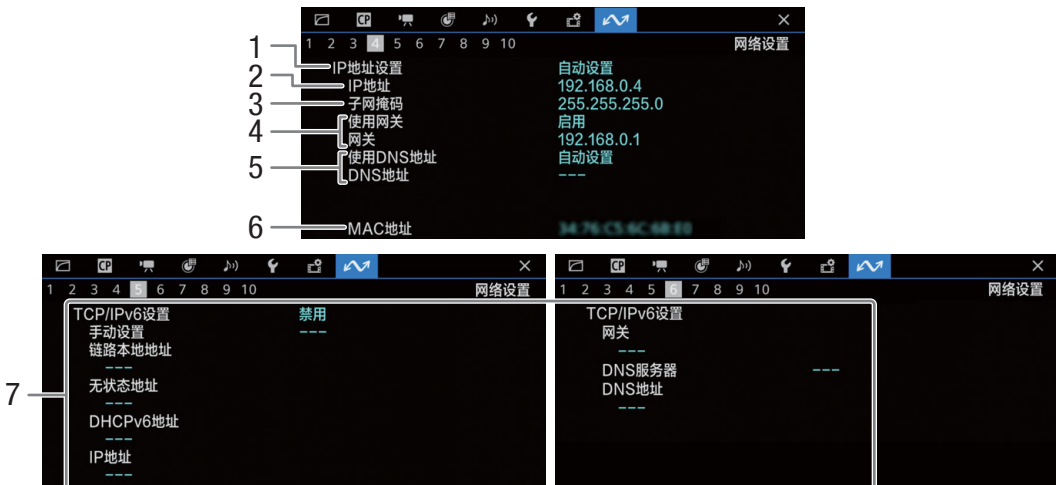 CP
1 2 3 4 5 6 7 8 9 10 网络设置
1 IP地址设置 自动设置
2 IP地址 192.168.0.4
3 子网掩码 255.255.255.0
4 使用网关 启用
网关 192.168.0.1
5 使用DNS地址 自动设置
DNS地址 ---
6 MAC地址
CP
1 2 3 4 5 6 7 8 9 10 网络设置
7
TCP/IPv6设置 禁用
手动设置 ---
链路本地地址
---
无状态地址
---
DHCPv6地址
---
IP地址
---
CP
1 2 3 4 5 6 7 8 9 10 网络设置
TCP/IPv6设置
网关
---
DNS服务器 ---
DNS地址
---